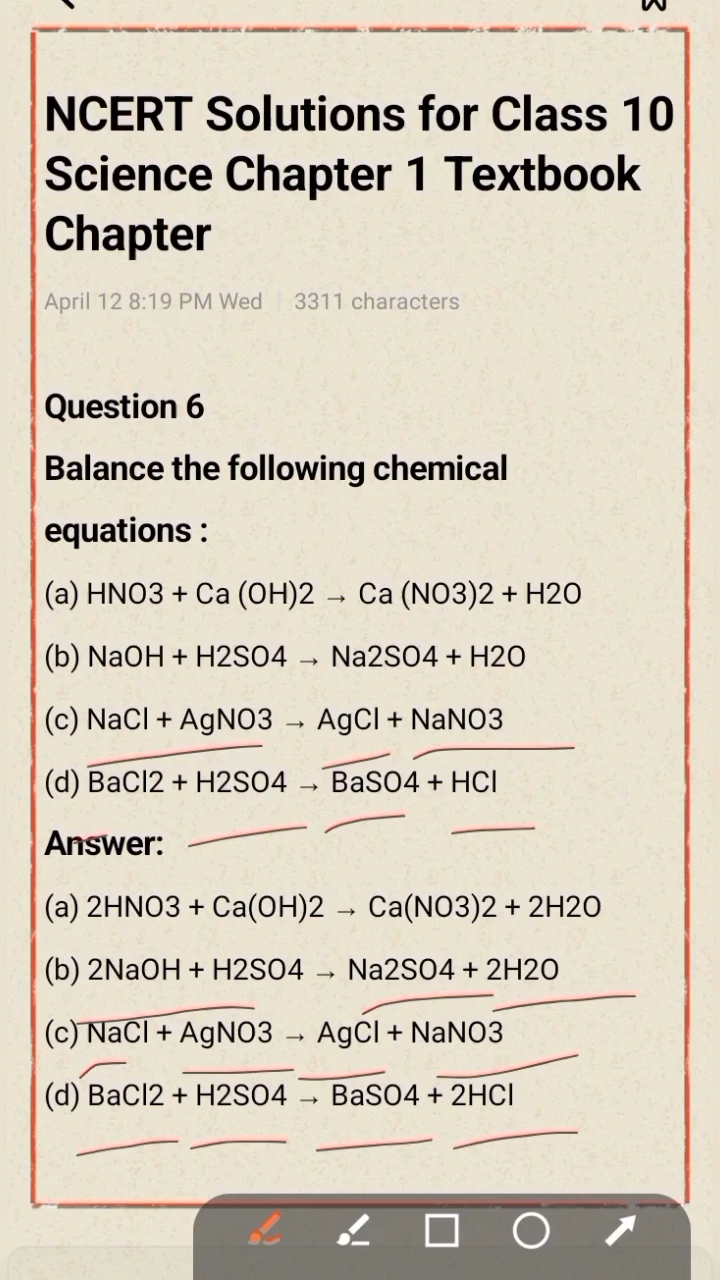 NCERT Solutions for Class 10
Science Chapter 1 Textbook
Chapter
April 12 8:19 PM Wed | 3311 characters
Question 6
Balance the following chemical
equations :
(a) HNO3 + Ca (OH)2 → Ca (NO3)2 + H2O
(b) NaOH + H2SO4 → Na2SO4 + H2O
(c) NaCl + AgNO3 → AgCl + NaNO3
(d) BaCl2 + H2SO4 → BaSO4 + HCl
Answer:
(a) 2HNO3 + Ca(OH)2 → Ca(NO3)2 + 2H2O
(b) 2NaOH + H2SO4 → Na2SO4 + 2H2O
(c) NaCl + AgNO3 → AgCl + NaNO3
(d) BaCl2 + H2SO4 → BaSO4 + 2HCl